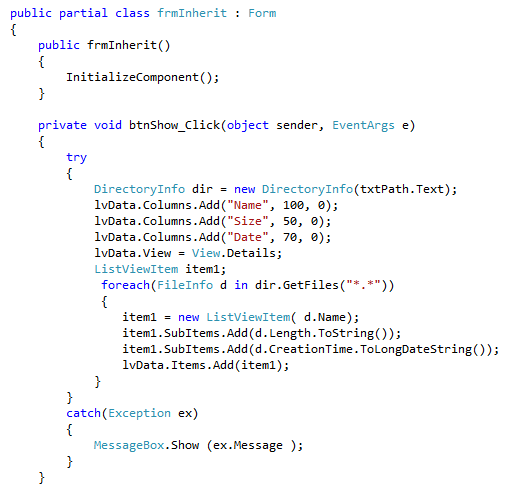 public partial class frmInherit : Form
{
    public frmInherit()
    {
        InitializeComponent();
    }

    private void btnShow_Click(object sender, EventArgs e)
    {
        try
        {
            DirectoryInfo dir = new DirectoryInfo(txtPath.Text);
            lvData.Columns.Add("Name", 100, 0);
            lvData.Columns.Add("Size", 50, 0);
            lvData.Columns.Add("Date", 70, 0);
            lvData.View = View.Details;
            ListViewItem item1;
             foreach(FileInfo d in dir.GetFiles("*.*"))
             {
                item1 = new ListViewItem( d.Name);
                item1.SubItems.Add(d.Length.ToString());
                item1.SubItems.Add(d.CreationTime.ToLongDateString());
                lvData.Items.Add(item1);
            }
        }
        catch(Exception ex)
        {
            MessageBox.Show (ex.Message );
        }
    }